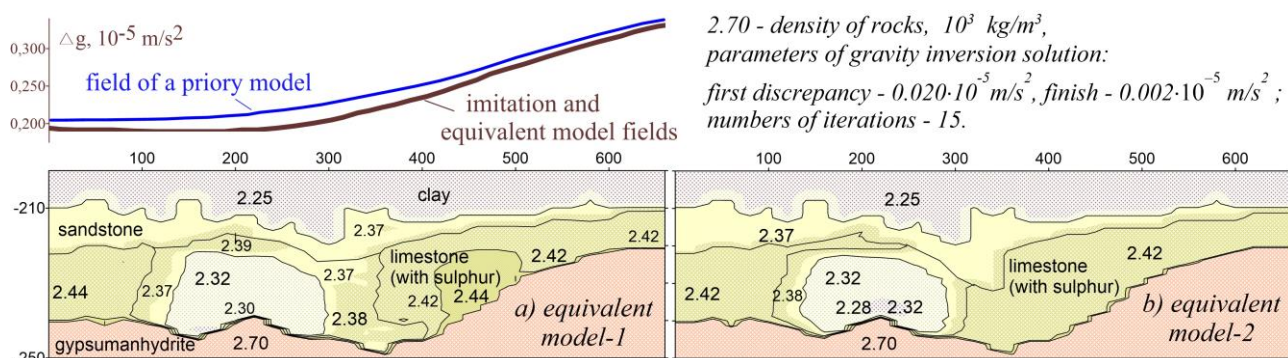 0,300
0,250
0,200
Δg, 10⁻⁵ m/s²
field of a priory model
imitation and
equivalent model fields
2.70 - density of rocks, 10³ kg/m³,
parameters of gravity inversion solution:
first discrepancy - 0.020·10⁻⁵ m/s², finish - 0.002·10⁻⁵ m/s² ;
numbers of iterations - 15.
100 200 300 400 500 600
-210
2.25 clay
sandstone
2.37
2.39
2.42
limestone
(with sulphur)
2.42
2.37
2.32
2.44
2.37
2.42
2.44
2.30
2.38
a) equivalent
model-1
gypsumanhydrite
2.70
100 200 300 400 500 600
2.25
2.37
2.42
limestone
(with sulphur)
2.32
2.42
2.38
2.28 2.32
b) equivalent
model-2
2.70